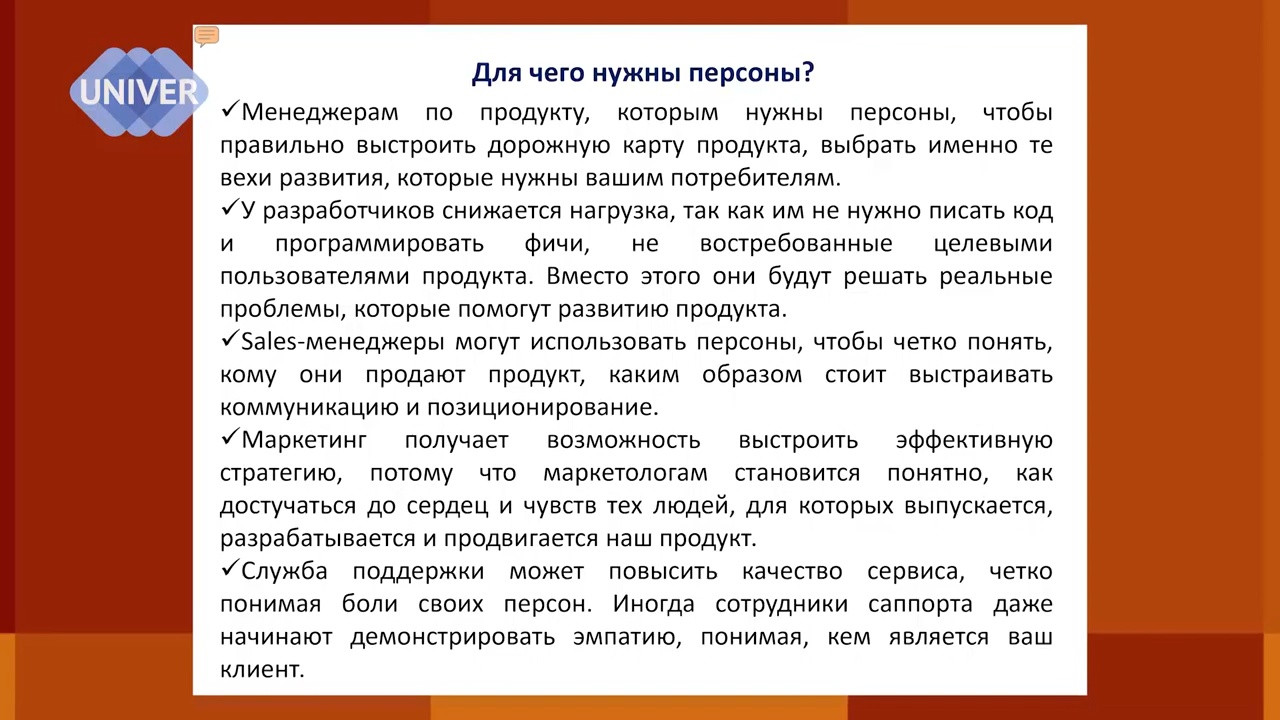 UNIVER
Для чего нужны персоны?
✓Менеджерам по продукту, которым нужны персоны, чтобы
правильно выстроить дорожную карту продукта, выбрать именно те
вехи развития, которые нужны вашим потребителям.
✓У разработчиков снижается нагрузка, так как им не нужно писать код
и программировать фичи, не востребованные целевыми
пользователями продукта. Вместо этого они будут решать реальные
проблемы, которые помогут развитию продукта.
✓Sales-менеджеры могут использовать персоны, чтобы четко понять,
кому они продают продукт, каким образом стоит выстраивать
коммуникацию и позиционирование.
✓Маркетинг получает возможность выстроить эффективную
стратегию, потому что маркетологам становится понятно, как
достучаться до сердец и чувств тех людей, для которых выпускается,
разрабатывается и продвигается наш продукт.
✓Служба поддержки может повысить качество сервиса, четко
понимая боли своих персон. Иногда сотрудники саппорта даже
начинают демонстрировать эмпатию, понимая, кем является ваш
клиент.